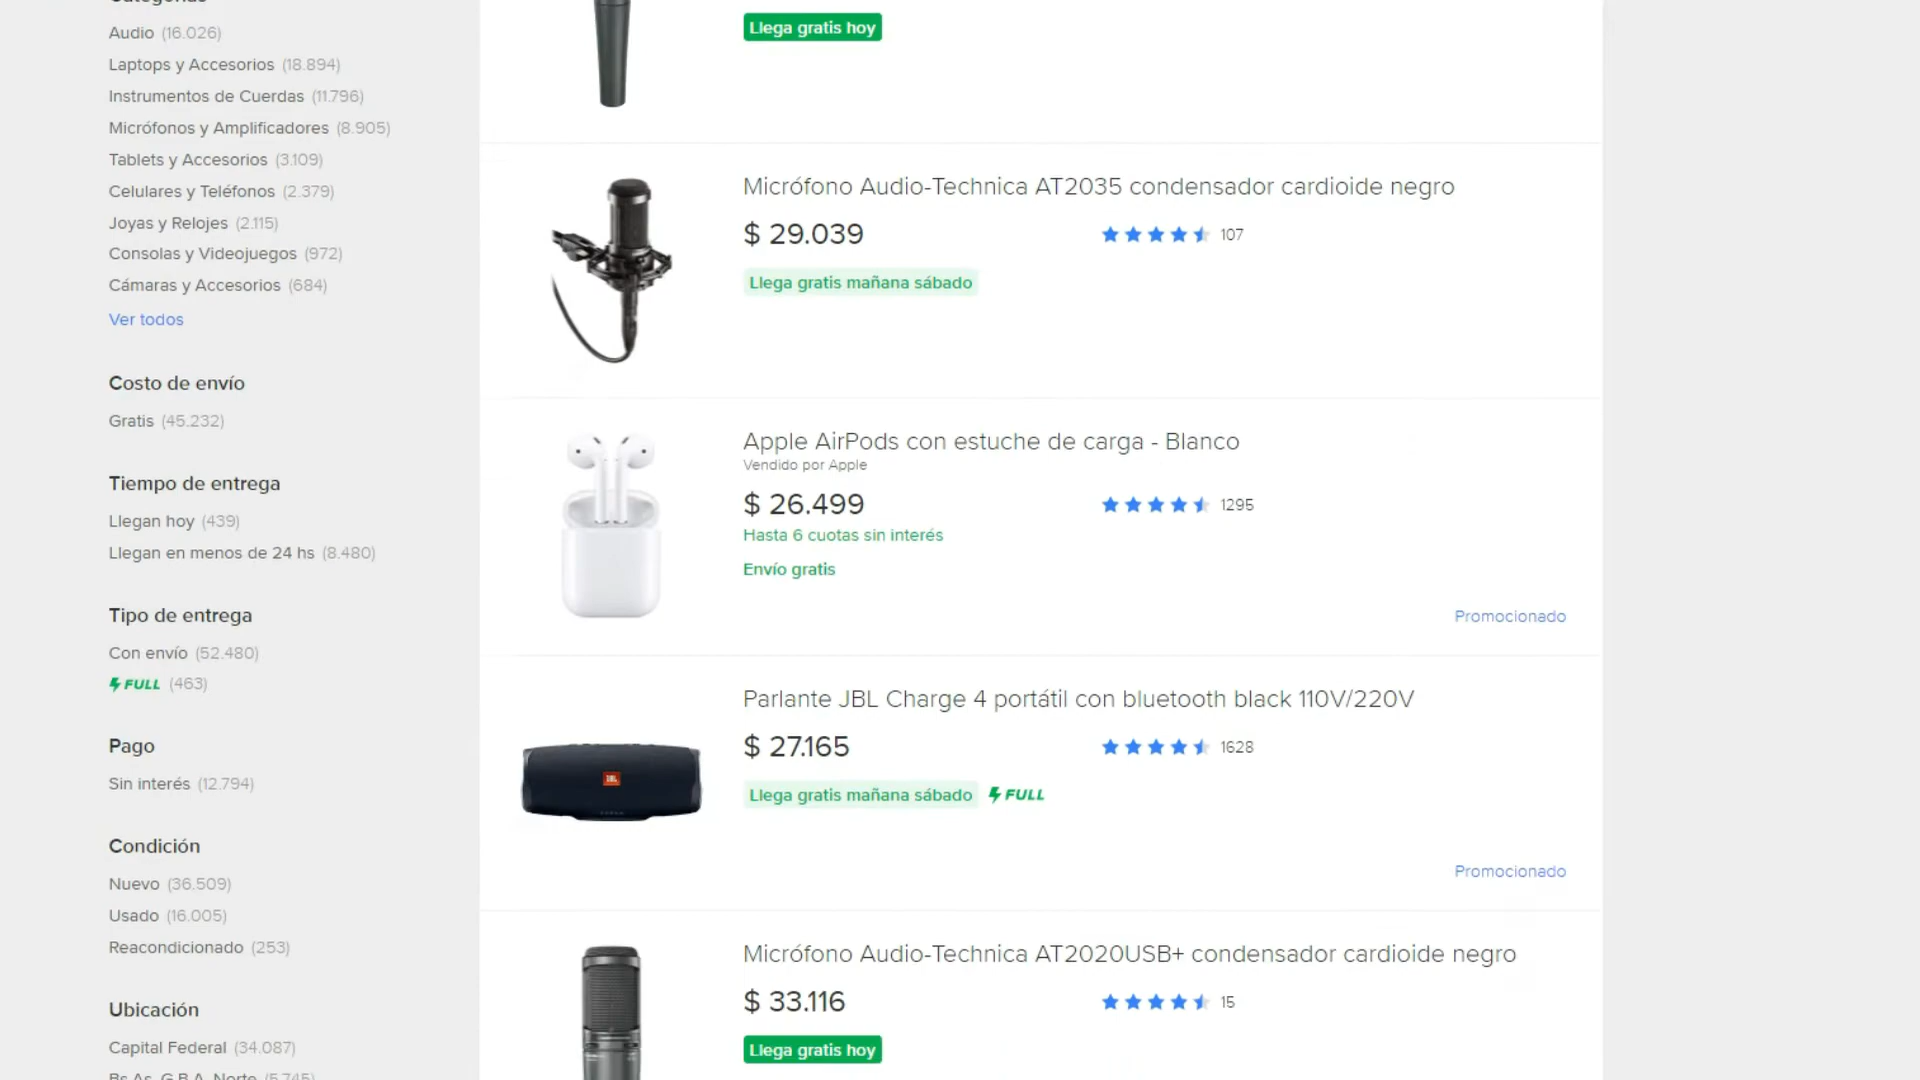 Categorías
Audio (16.026)
Laptops y Accesorios (18.894)
Instrumentos de Cuerdas (11.796)
Micrófonos y Amplificadores (8.905)
Tablets y Accesorios (3.109)
Celulares y Teléfonos (2.379)
Joyas y Relojes (2.115)
Consolas y Videojuegos (972)
Cámaras y Accesorios (684)
Ver todos
Costo de envío
Gratis (45.232)
Tiempo de entrega
Llegan hoy (439)
Llegan en menos de 24 hs (8.480)
Tipo de entrega
Con envío (52.480)
FULL (463)
Pago
Sin interés (12.794)
Condición
Nuevo (36.509)
Usado (16.005)
Reacondicionado (253)
Ubicación
Capital Federal (34.087)
Bs.As. G.B.A. Norte (5.745)
Llega gratis hoy
Micrófono Audio-Technica AT2035 condensador cardioide negro
$ 29.039
107
Llega gratis mañana sábado
Apple AirPods con estuche de carga - Blanco
Vendido por Apple
$ 26.499
1295
Hasta 6 cuotas sin interés
Envío gratis
Promocionado
Parlante JBL Charge 4 portátil con bluetooth black 110V/220V
$ 27.165
1628
Llega gratis mañana sábado FULL
JBL
Promocionado
Micrófono Audio-Technica AT2020USB+ condensador cardioide negro
$ 33.116
15
Llega gratis hoy